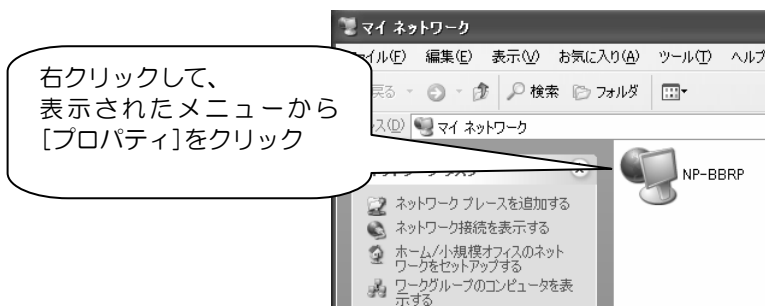 マイ ネットワーク
編集(E) 表示(V) お気に入り(A) ツール(T) ヘルプ
検索 フォルダ
マイ ネットワーク
右クリックして、
表示されたメニューから
[プロパティ]をクリック
NP-BBRP
ネットワーク プレースを追加する
ネットワーク接続を表示する
ホーム/小規模オフィスのネット
ワークをセットアップする
ワークグループのコンピュータを表
示する